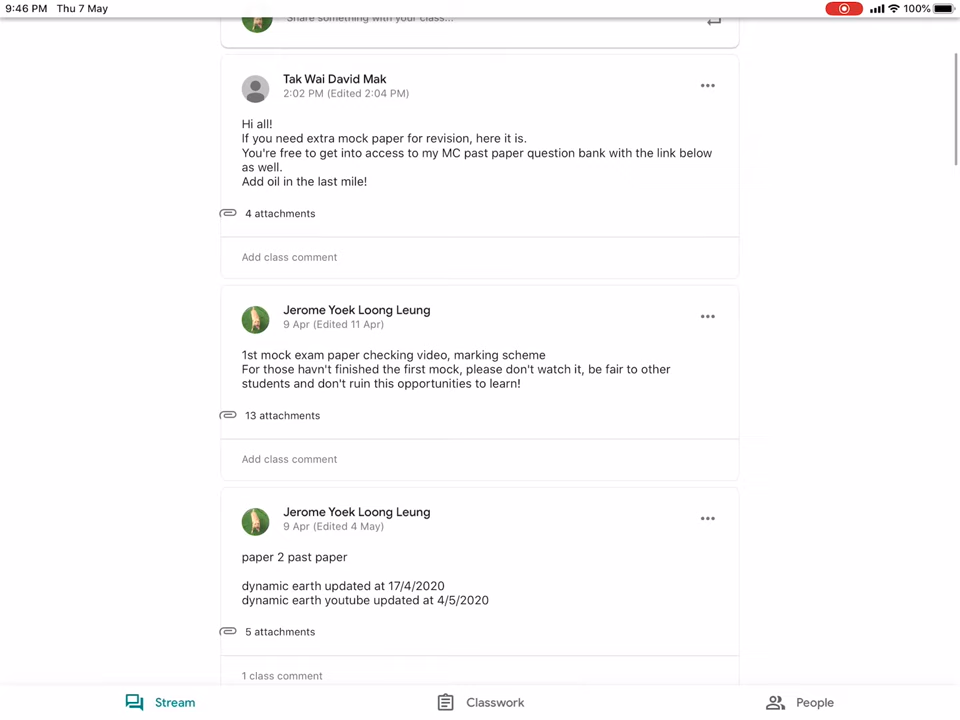 9:46 PM Thu 7 May
100%
Share something with your class...
Tak Wai David Mak
2:02 PM (Edited 2:04 PM)
Hi all!
If you need extra mock paper for revision, here it is.
You're free to get into access to my MC past paper question bank with the link below
as well.
Add oil in the last mile!
4 attachments
Add class comment
Jerome Yoek Loong Leung
9 Apr (Edited 11 Apr)
1st mock exam paper checking video, marking scheme
For those havn't finished the first mock, please don't watch it, be fair to other
students and don't ruin this opportunities to learn!
13 attachments
Add class comment
Jerome Yoek Loong Leung
9 Apr (Edited 4 May)
paper 2 past paper
dynamic earth updated at 17/4/2020
dynamic earth youtube updated at 4/5/2020
5 attachments
1 class comment
Stream
Classwork
People